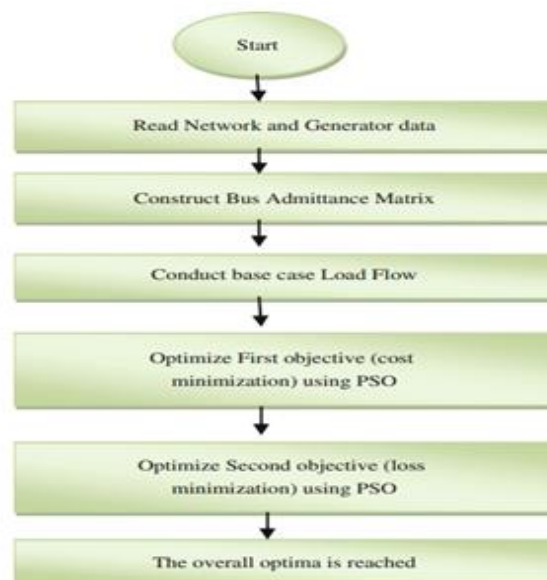 Start
Read Network and Generator data
Construct Bus Admittance Matrix
Conduct base case Load Flow
Optimize First objective (cost
minimization) using PSO
Optimize Second objective (loss
minimization) using PSO
The overall optima is reached